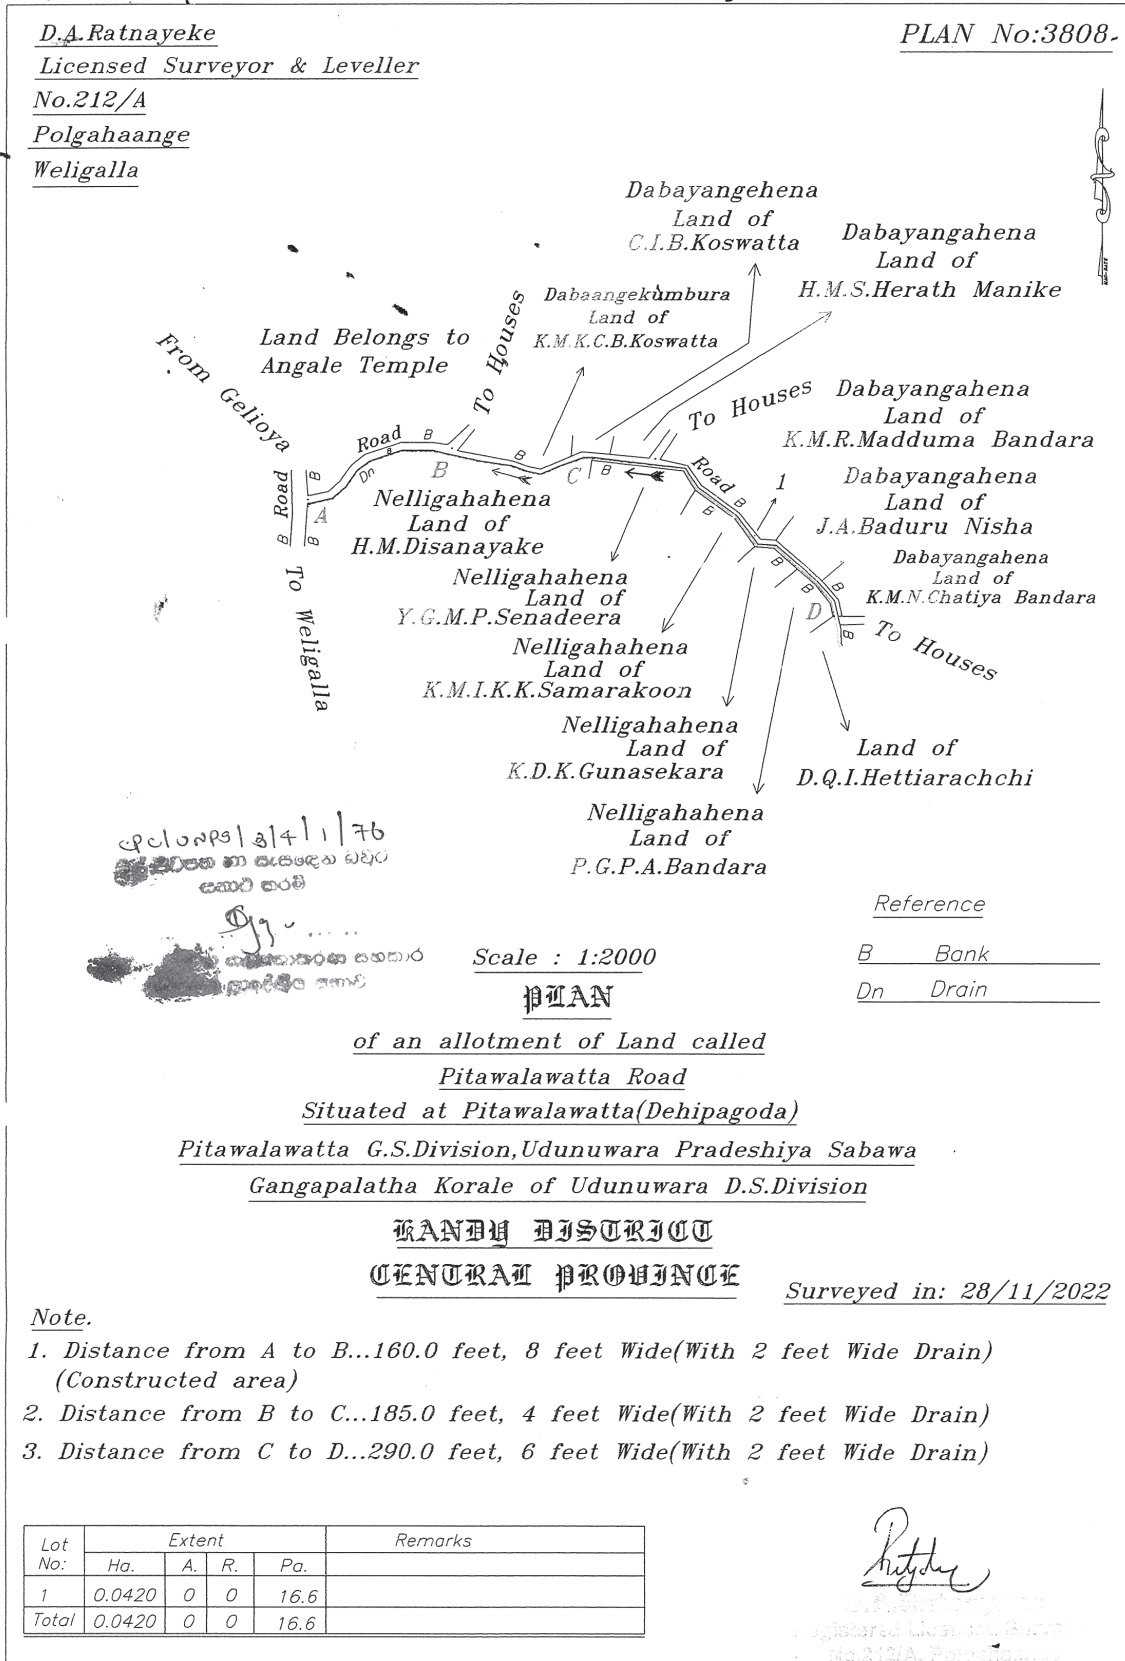 D.A.Ratnayeke
Licensed Surveyor & Leveller
No.212/A
Polgahaange
Weligalla
PLAN No:3808
Dabayangehena
Land of
C.I.B.Koswatta
Dabayangahena
Land of
H.M.S.Herath Manike
Dabaangekumbura
Land of
K.M.K.C.B.Koswatta
Land Belongs to
Angale Temple
From Gelioya
To Houses
To Houses
Dabayangahena
Land of
K.M.R.Madduma Bandara
Road
B
B
Dn
B
B
C
B
Road
B
B
1
Dabayangahena
Land of
J.A.Baduru Nisha
B
Road
B
A
B
B
Nelligahahena
Land of
H.M.Disanayake
Dabayangahena
Land of
K.M.N.Chatiya Bandara
B
B
B
D
B
To Houses
To Weligalla
Nelligahahena
Land of
Y.G.M.P.Senadeera
Nelligahahena
Land of
K.M.I.K.K.Samarakoon
Nelligahahena
Land of
K.D.K.Gunasekara
Land of
D.Q.I.Hettiarachchi
Nelligahahena
Land of
P.G.P.A.Bandara
Reference
B Bank
Dn Drain
Scale : 1:2000
PLAN
of an allotment of Land called
Pitawalawatta Road
Situated at Pitawalawatta(Dehipagoda)
Pitawalawatta G.S.Division,Udunuwara Pradeshiya Sabawa
Gangapalatha Korale of Udunuwara D.S.Division
KANDY DISTRICT
CENTRAL PROVINCE
Surveyed in: 28/11/2022
Note.
1. Distance from A to B...160.0 feet, 8 feet Wide(With 2 feet Wide Drain)
(Constructed area)
2. Distance from B to C...185.0 feet, 4 feet Wide(With 2 feet Wide Drain)
3. Distance from C to D...290.0 feet, 6 feet Wide(With 2 feet Wide Drain)
Lot No: Extent Remarks
Ha. A. R. Pa.
1 0.0420 0 0 16.6
Total 0.0420 0 0 16.6